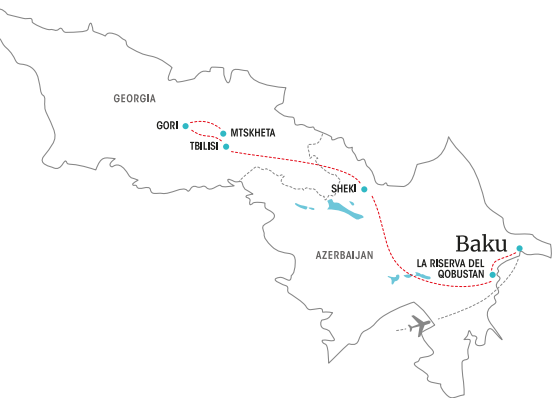 GEORGIA
GORI
MTSKHETA
TBILISI
SHEKI
Baku
AZERBAIJAN
LA RISERVA DEL
QOBUSTAN